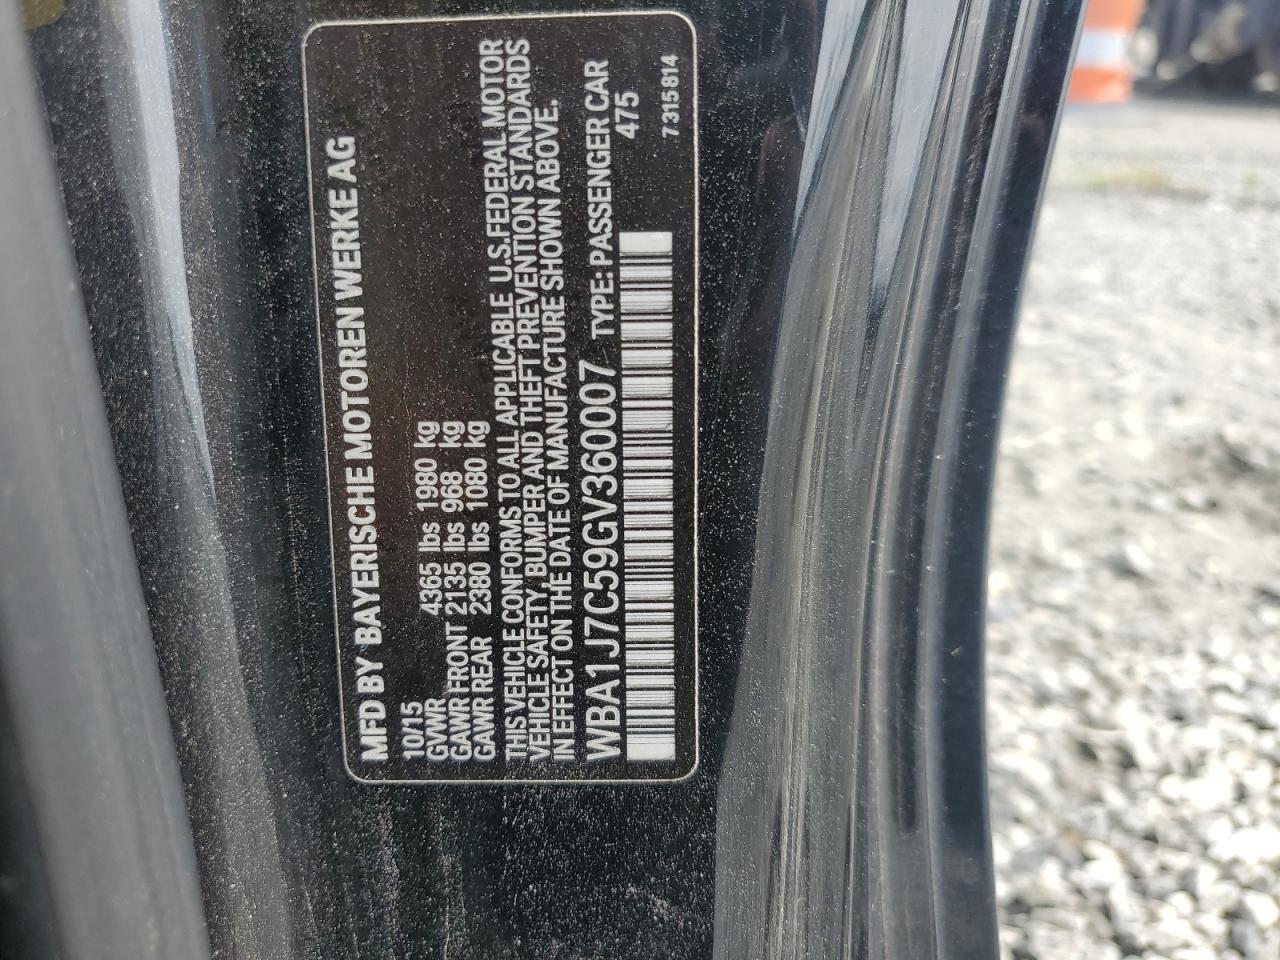 MFD BY BAYERISCHE MOTOREN WERKE AG
10/15
GVWR 4365 lbs 1980 kg
GAWR FRONT 2135 lbs 968 kg
GAWR REAR 2380 lbs 1080 kg
THIS VEHICLE CONFORMS TO ALL APPLICABLE U.S.FEDERAL MOTOR
VEHICLE SAFETY, BUMPER AND THEFT PREVENTION STANDARDS
IN EFFECT ON THE DATE OF MANUFACTURE SHOWN ABOVE.
WBA1J7C59GV360007 TYPE: PASSENGER CAR
475
7 315 814